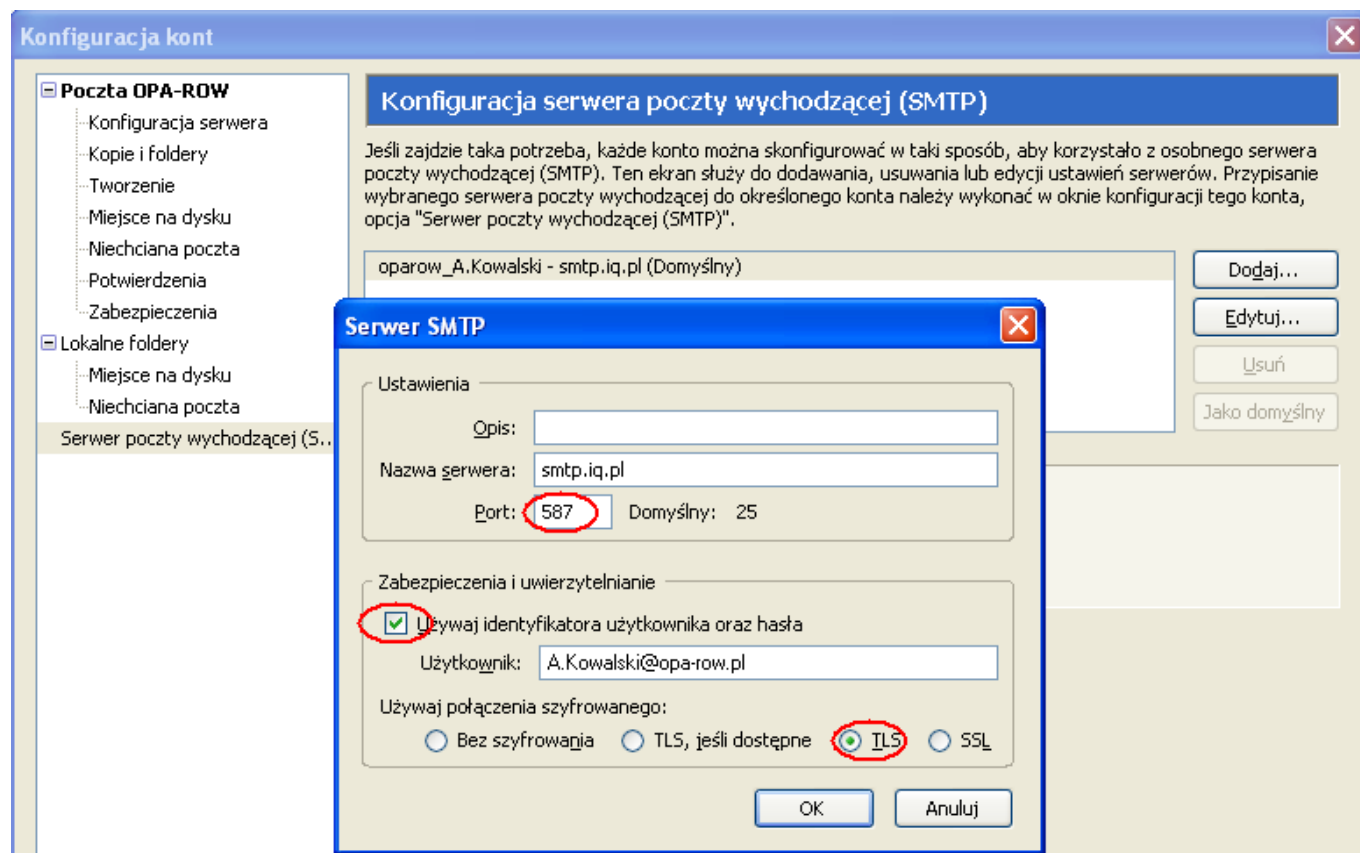 Konfiguracja kont
Poczta OPA-ROW
Konfiguracja serwera
Kopie i foldery
Tworzenie
Miejsce na dysku
Niechciana poczta
Potwierdzenia
Zabezpieczenia
Lokalne foldery
Miejsce na dysku
Niechciana poczta
Serwer poczty wychodzącej (S...
Konfiguracja serwera poczty wychodzącej (SMTP)
Jeśli zajdzie taka potrzeba, każde konto można skonfigurować w taki sposób, aby korzystało z osobnego serwera
poczty wychodzącej (SMTP). Ten ekran służy do dodawania, usuwania lub edycji ustawień serwerów. Przypisanie
wybranego serwera poczty wychodzącej do określonego konta należy wykonać w oknie konfiguracji tego konta,
opcja "Serwer poczty wychodzącej (SMTP)".
oparow_A.Kowalski - smtp.iq.pl (Domyślny)
Dodaj...
Edytuj...
Usuń
Jako domyślny
Serwer SMTP
Ustawienia
Opis:
Nazwa serwera: smtp.iq.pl
Port: 587 Domyślny: 25
Zabezpieczenia i uwierzytelnianie
Używaj identyfikatora użytkownika oraz hasła
Użytkownik: A.Kowalski@opa-row.pl
Używaj połączenia szyfrowanego:
Bez szyfrowania TLS, jeśli dostępne TLS SSL
OK Anuluj